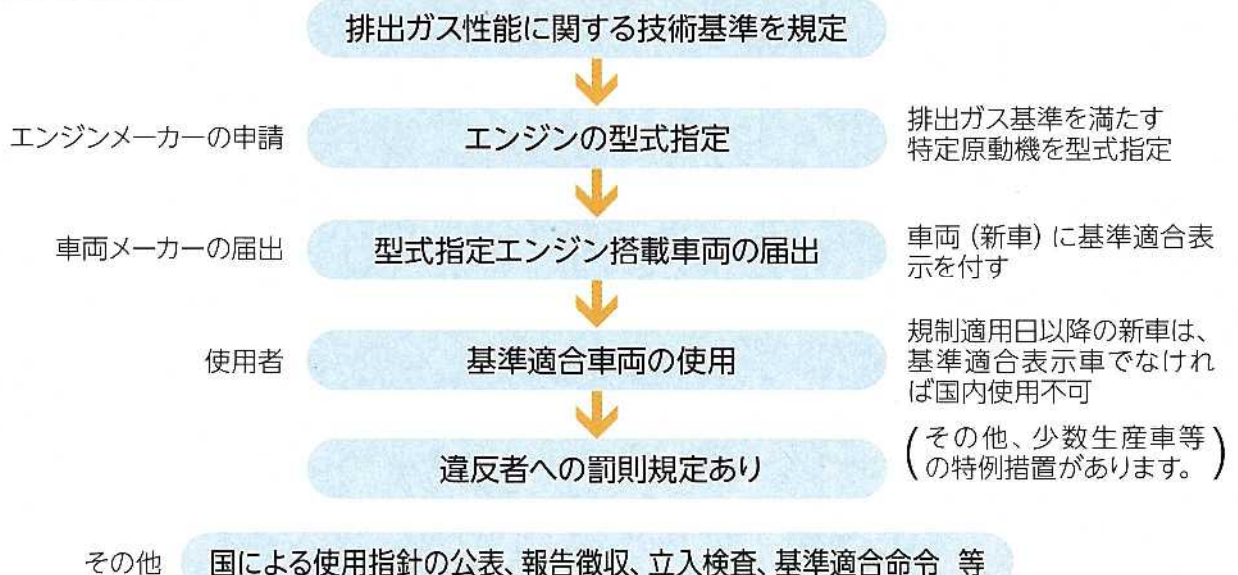 排出ガス性能に関する技術基準を規定
エンジンメーカーの申請
エンジンの型式指定
排出ガス基準を満たす
特定原動機を型式指定
車両メーカーの届出
型式指定エンジン搭載車両の届出
車両（新車）に基準適合表
示を付す
使用者
基準適合車両の使用
規制適用日以降の新車は、
基準適合表示車でなけれ
ば国内使用不可
違反者への罰則規定あり
（その他、少数生産車等
の特例措置があります。）
その他
国による使用指針の公表、報告徴収、立入検査、基準適合命令 等